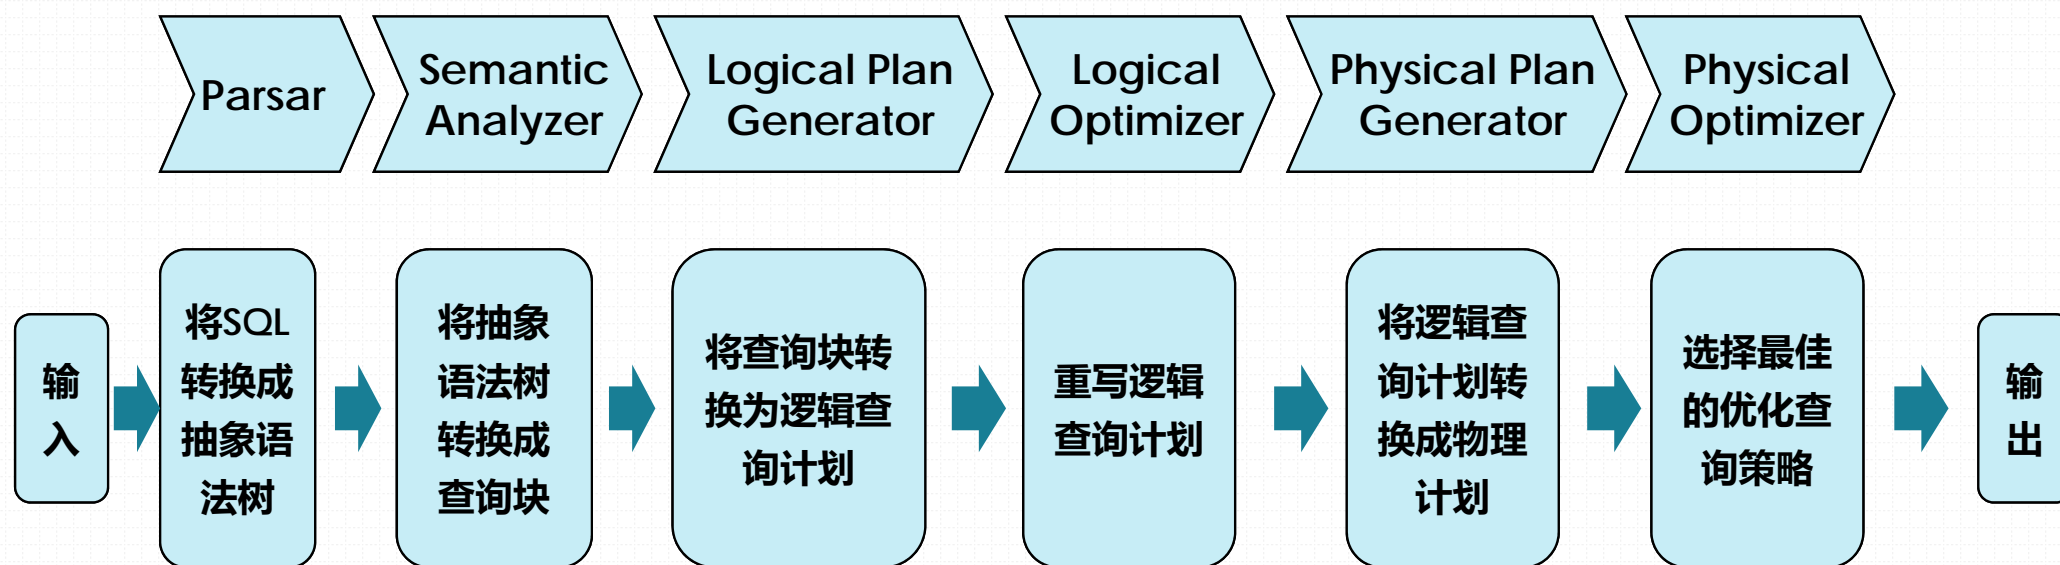 Parsar
Semantic
Analyzer
Logical Plan
Generator
Logical
Optimizer
Physical Plan
Generator
Physical
Optimizer
输
入
将SQL
转换成
抽象语
法树
将抽象
语法树
转换成
查询块
将查询块转
换为逻辑查
询计划
重写逻辑
查询计划
将逻辑查
询计划转
换成物理
计划
选择最佳
的优化查
询策略
输
出